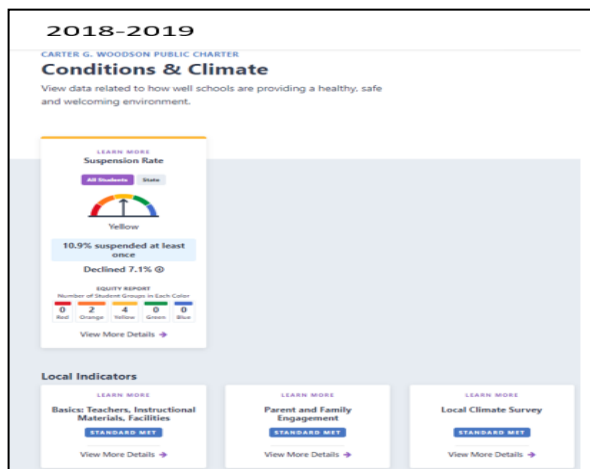 2018-2019
CARTER G. WOODSON PUBLIC CHARTER
Conditions & Climate
View data related to how well schools are providing a healthy, safe
and welcoming environment.
LEARN MORE
Suspension Rate
All Students State
Yellow
10.9% suspended at least
once
Declined 7.1%
EQUITY REPORT
Number of Student Groups in Each Color
0 2 4 0 0
Red Orange Yellow Green Blue
View More Details →
Local Indicators
LEARN MORE
Basics: Teachers, Instructional
Materials, Facilities
STANDARD MET
View More Details →
LEARN MORE
Parent and Family
Engagement
STANDARD MET
View More Details →
LEARN MORE
Local Climate Survey
STANDARD MET
View More Details →